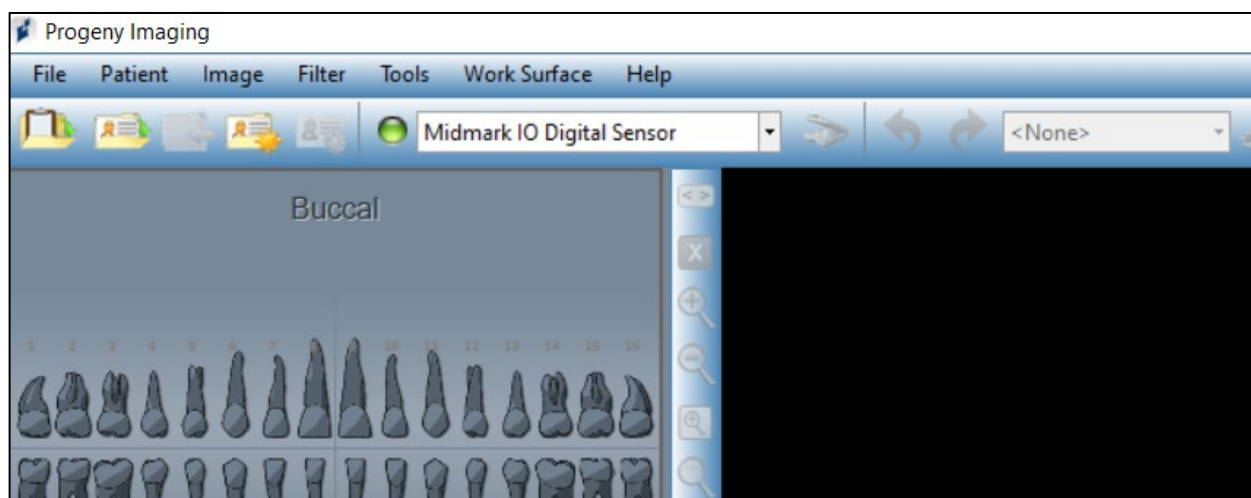 Progeny Imaging
File Patient Image Filter Tools Work Surface Help
Midmark IO Digital Sensor <None>
Buccal
1 2 3 4 5 6 7 8 9 10 11 12 13 14 15 16